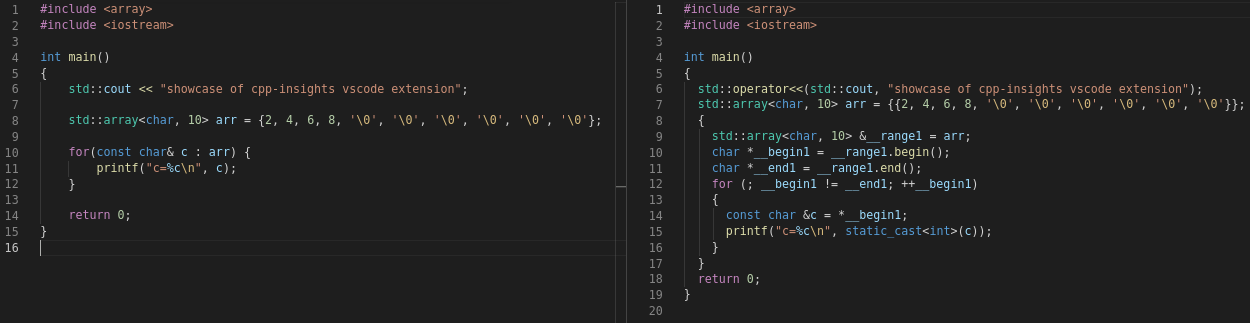 1 #include <array>
2 #include <iostream>
3
4 int main()
5 {
6     std::cout << "showcase of cpp-insights vscode extension";
7
8     std::array<char, 10> arr = {2, 4, 6, 8, '\0', '\0', '\0', '\0', '\0', '\0'};
9
10     for(const char& c : arr) {
11         printf("c=%c\n", c);
12     }
13
14     return 0;
15 }
16
1 #include <array>
2 #include <iostream>
3
4 int main()
5 {
6   std::operator<<(std::cout, "showcase of cpp-insights vscode extension");
7   std::array<char, 10> arr = {{2, 4, 6, 8, '\0', '\0', '\0', '\0', '\0', '\0'}};
8   {
9     std::array<char, 10> &__range1 = arr;
10     char *__begin1 = __range1.begin();
11     char *__end1 = __range1.end();
12     for (; __begin1 != __end1; ++__begin1)
13     {
14       const char &c = *__begin1;
15       printf("c=%c\n", static_cast<int>(c));
16     }
17   }
18   return 0;
19 }
20